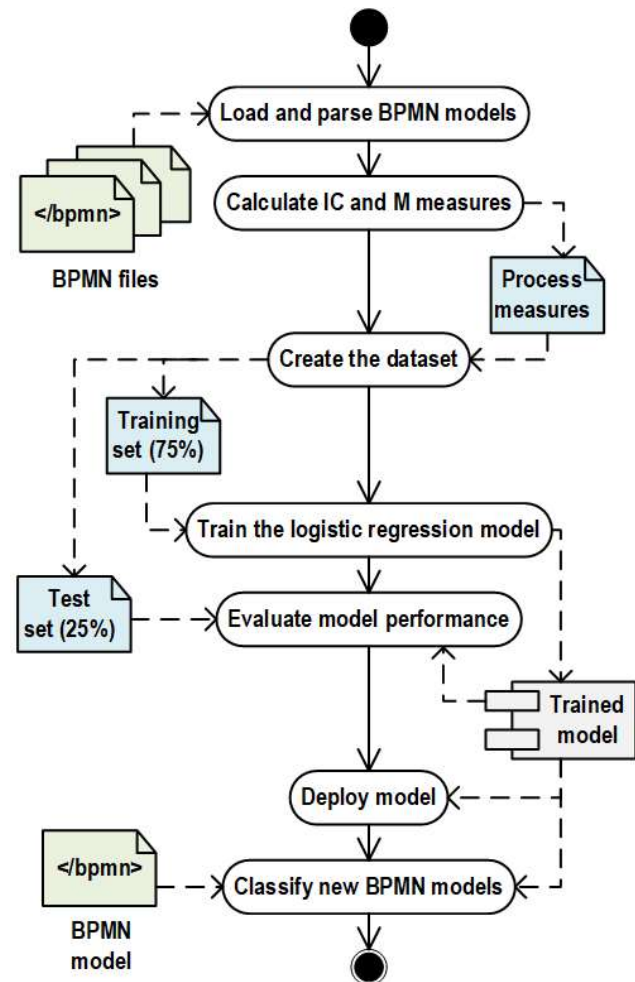 Load and parse BPMN models
</bpmn>
BPMN files
Calculate IC and M measures
Process
measures
Create the dataset
Training
set (75%)
Train the logistic regression model
Test
set (25%)
Evaluate model performance
Trained
model
Deploy model
</bpmn>
BPMN
model
Classify new BPMN models